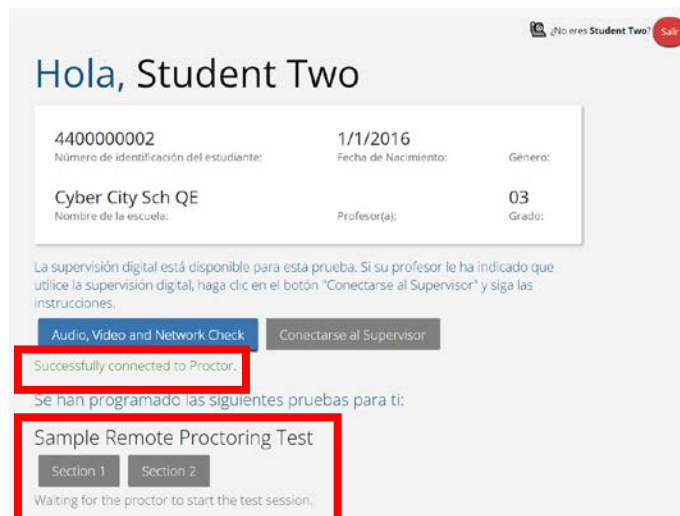 ¿No eres Student Two? Salir
Hola, Student Two
4400000002 1/1/2016
Número de identificación del estudiante: Fecha de Nacimiento: Género:
Cyber City Sch QE 03
Nombre de la escuela: Profesor(a): Grado:
La supervisión digital está disponible para esta prueba. Si su profesor le ha indicado que
utilice la supervisión digital, haga clic en el botón "Conectarse al Supervisor" y siga las
instrucciones.
Audio, Video and Network Check Conectarse al Supervisor
Successfully connected to Proctor.
Se han programado las siguientes pruebas para ti:
Sample Remote Proctoring Test
Section 1 Section 2
Waiting for the proctor to start the test session.